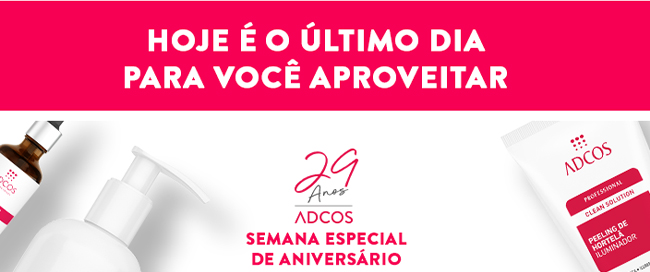 HOJE É O ÚLTIMO DIA
PARA VOCÊ APROVEITAR
29
Anos
ADCOS
SEMANA ESPECIAL
DE ANIVERSÁRIO
ADCOS
ADCOS
PROFESSIONAL
CLEAN SOLUTION
PEELING DE
HORTELÃ
ILUMINADOR